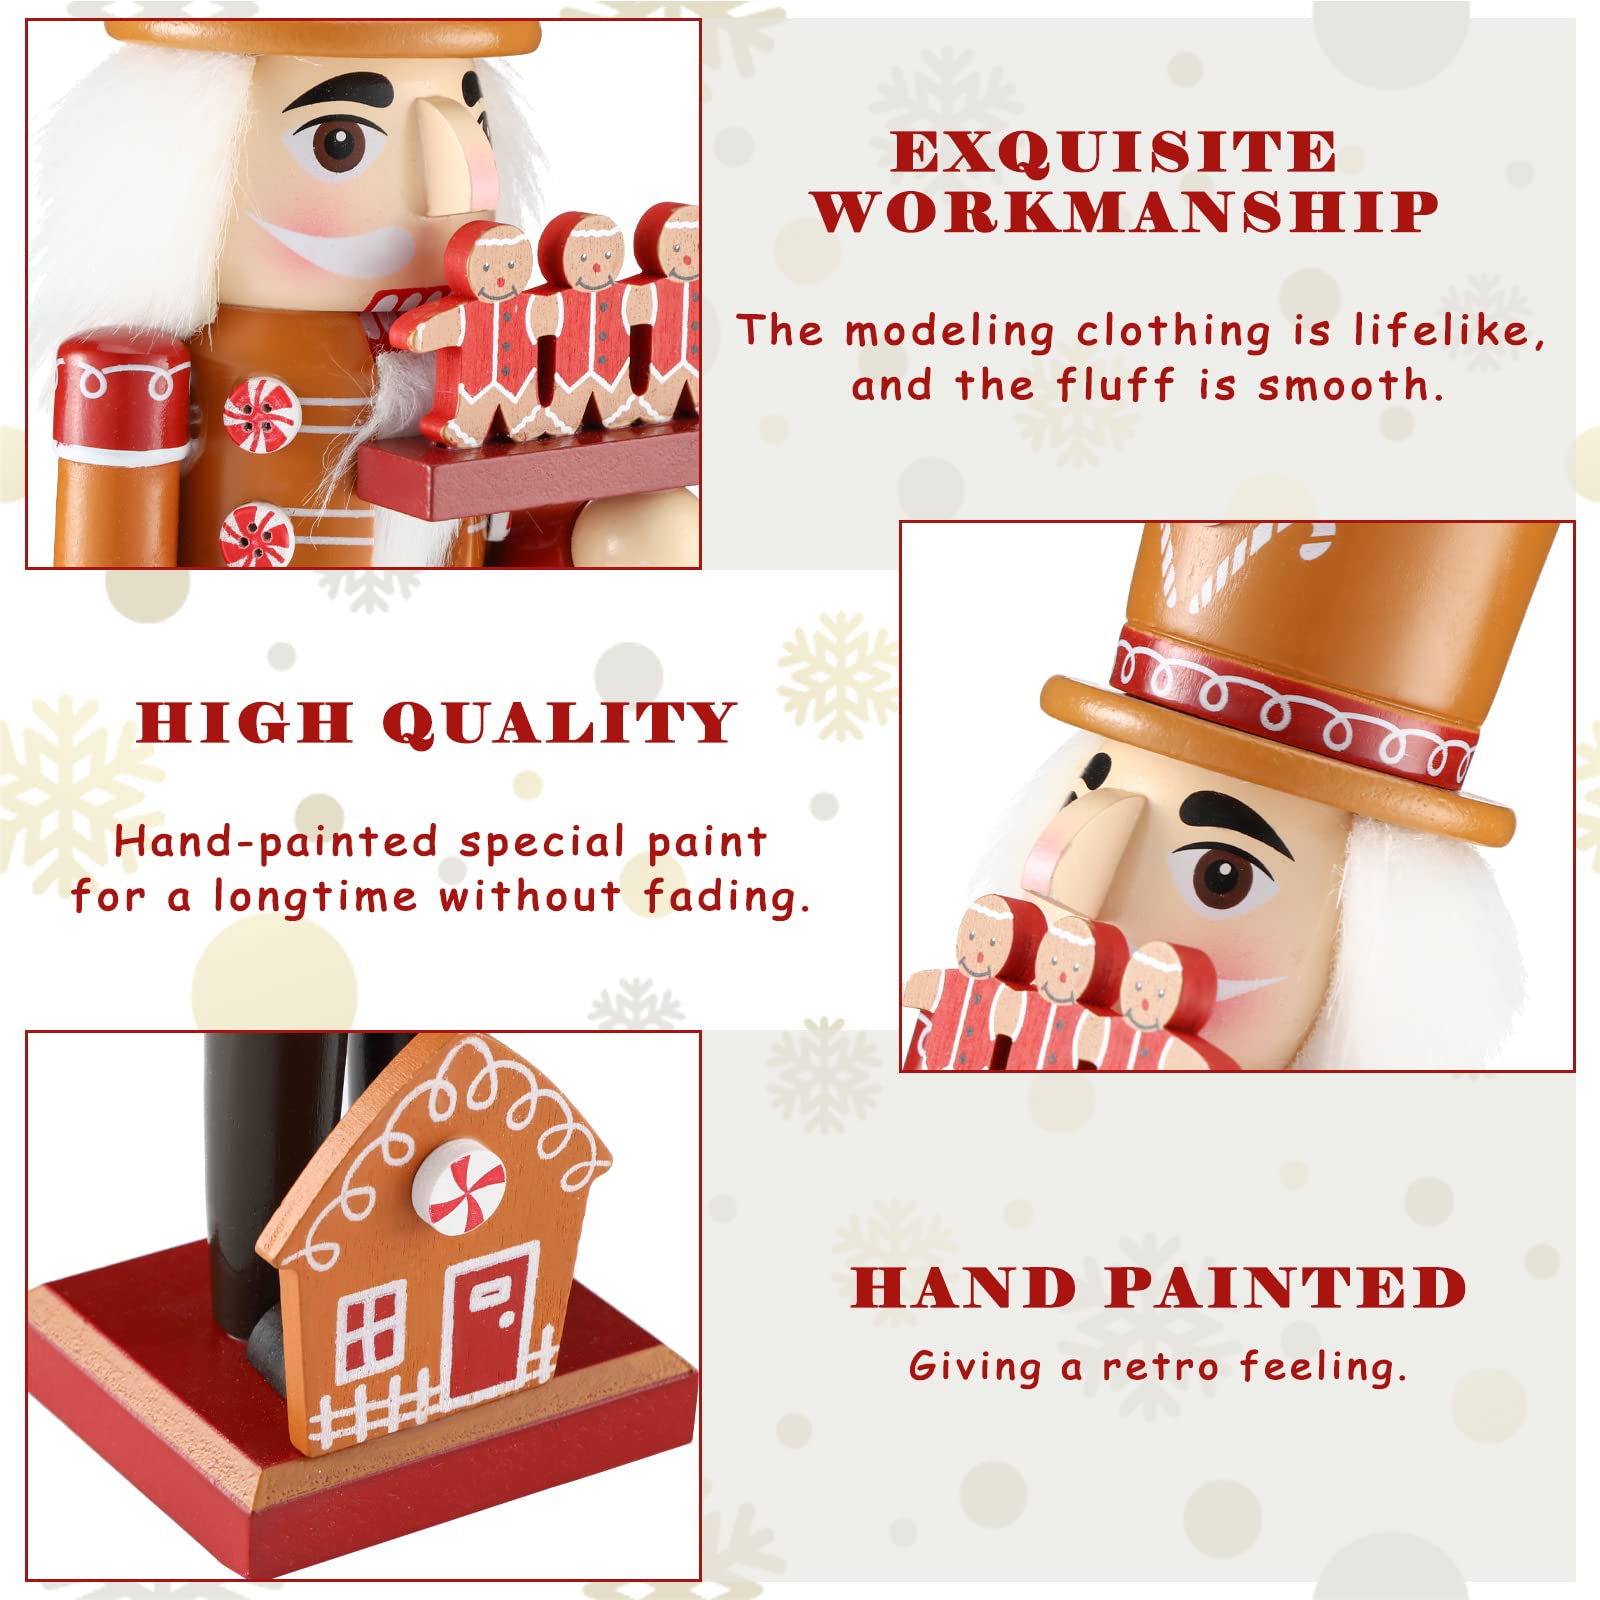 EXQUISITE
WORKMANSHIP
The modeling clothing is lifelike,
and the fluff is smooth.
HIGH QUALITY
Hand-painted special paint
for a longtime without fading.
HAND PAINTED
Giving a retro feeling.